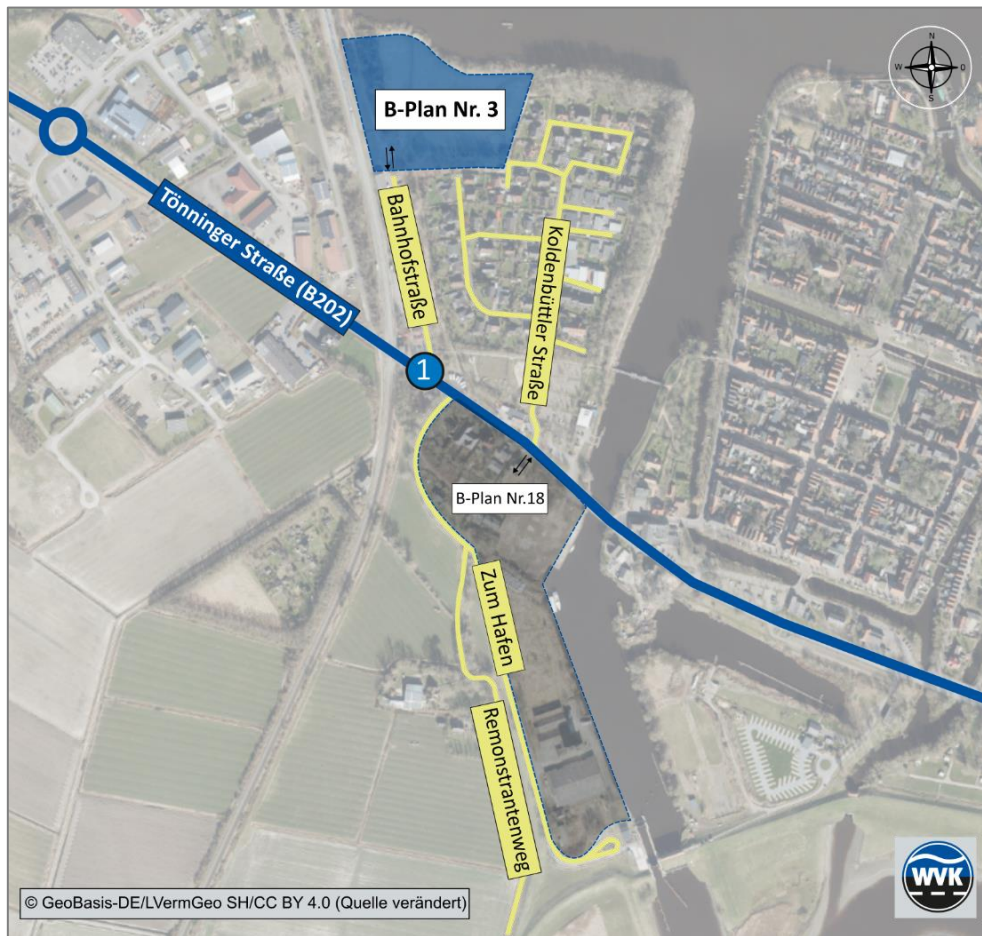 N
W O
S
B-Plan Nr. 3
Tönninger Straße (B202)
Bahnhofstraße
Koldenbüttler Straße
1
B-Plan Nr.18
Zum Hafen
Remonstrantenweg
© GeoBasis-DE/LVermGeo SH/CC BY 4.0 (Quelle verändert)
WVK